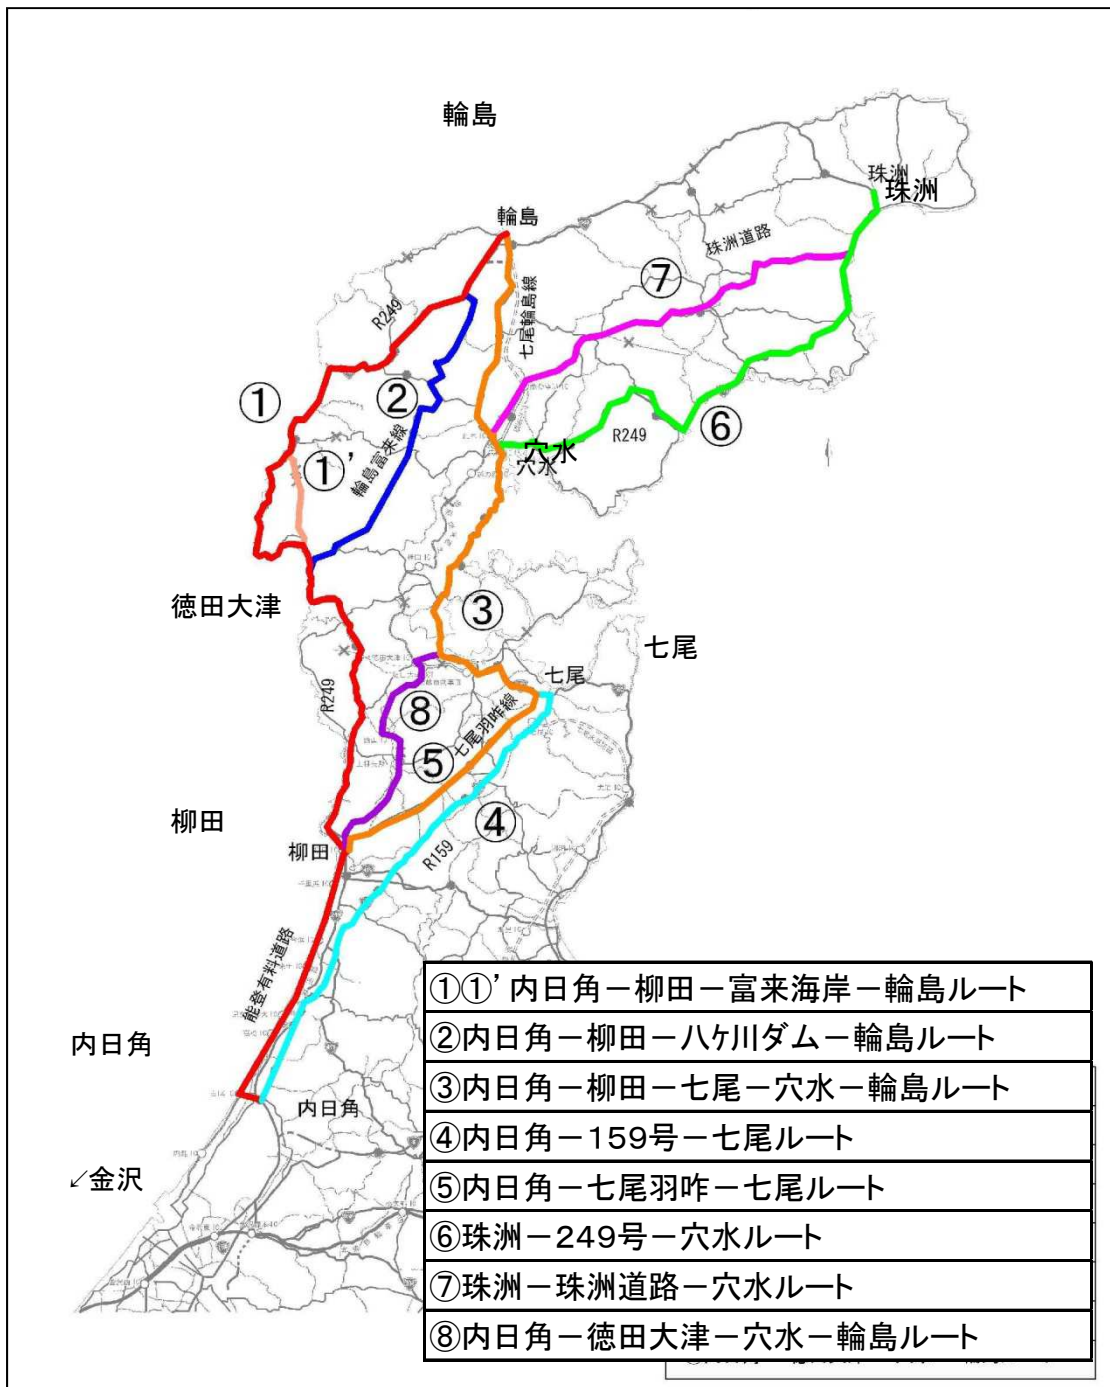 輪島
珠洲
珠洲
輪島
珠洲道路
⑦
七尾輪島線
R249
①
②
⑥
R249
①'
輪島富来線
穴水
穴水
③
徳田大津
七尾
七尾
⑧
R249
七尾羽咋線
⑤
④
柳田
柳田
R159
能登有料道路
内日角
内日角
↙金沢
①①'内日角－柳田－富来海岸－輪島ルート
②内日角－柳田－八ケ川ダム－輪島ルート
③内日角－柳田－七尾－穴水－輪島ルート
④内日角－159号－七尾ルート
⑤内日角－七尾羽咋－七尾ルート
⑥珠洲－249号－穴水ルート
⑦珠洲－珠洲道路－穴水ルート
⑧内日角－徳田大津－穴水－輪島ルート